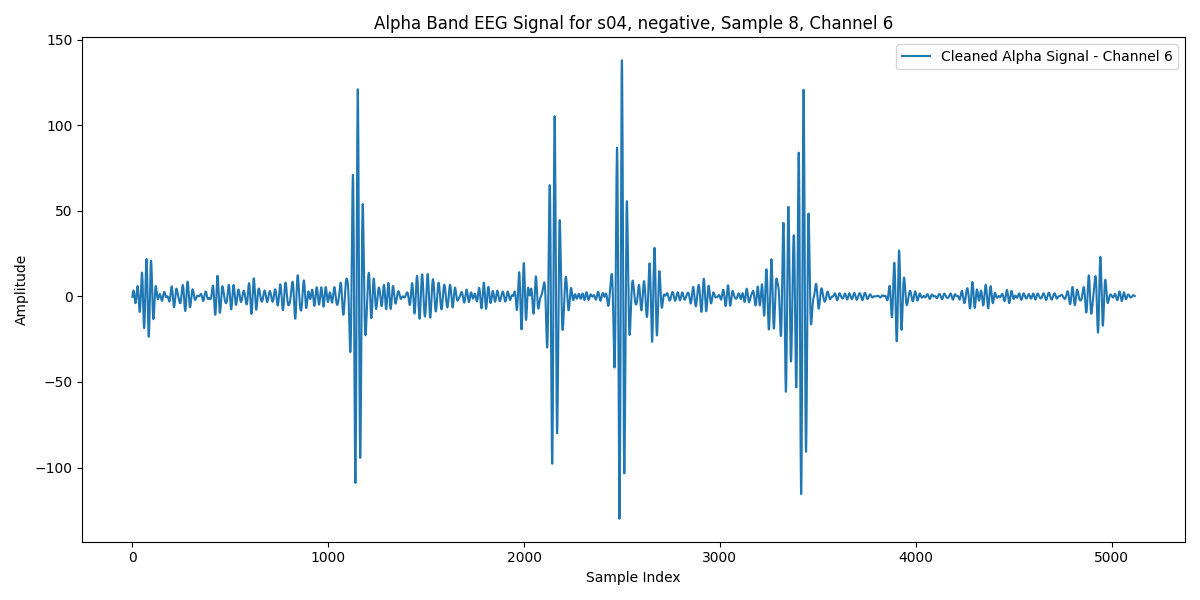 Alpha Band EEG Signal for s04, negative, Sample 8, Channel 6
Cleaned Alpha Signal - Channel 6
150
100
50
0
−50
−100
Amplitude
0 1000 2000 3000 4000 5000
Sample Index